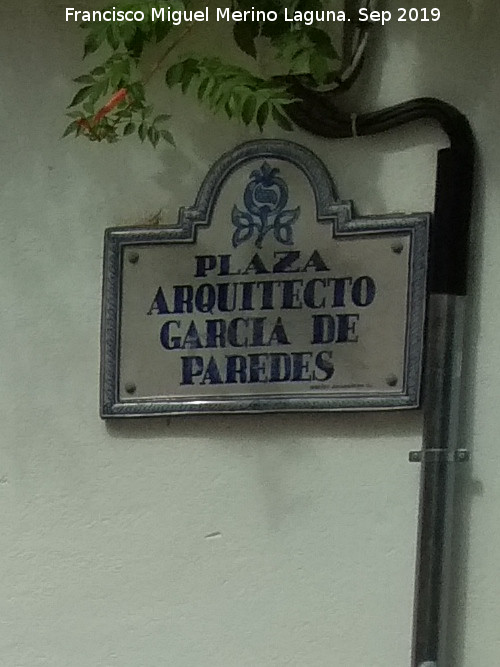 Francisco Miguel Merino Laguna. Sep 2019
PLAZA
ARQUITECTO
GARCIA DE
PAREDES